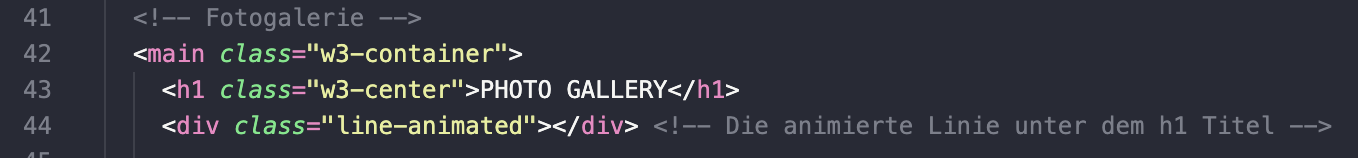 41 <!-- Fotogalerie -->
42 <main class="w3-container">
43 <h1 class="w3-center">PHOTO GALLERY</h1>
44 <div class="line-animated"></div> <!-- Die animierte Linie unter dem h1 Titel -->